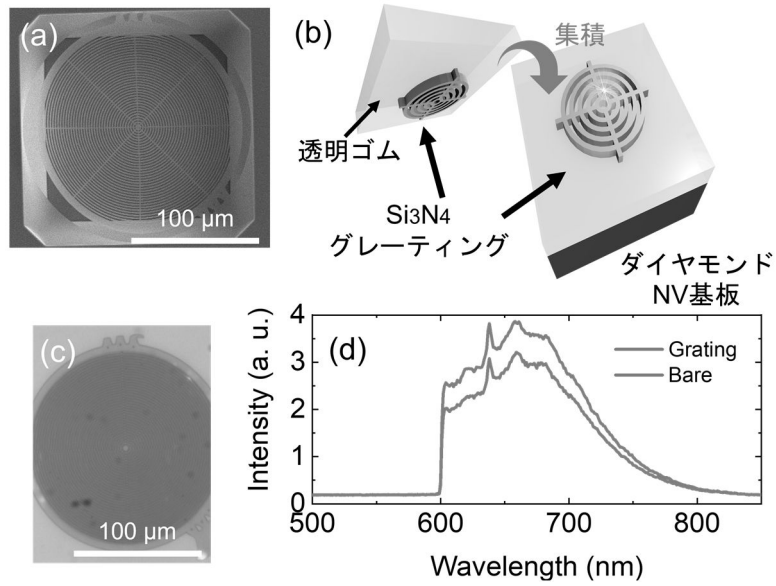 (a)
100 µm
(b)
集積
透明ゴム
Si3N4
グレーティング
ダイヤモンド
NV基板
(c)
100 µm
(d)
Grating
Bare
Intensity (a. u.)
4
3
2
1
0
500 600 700 800
Wavelength (nm)